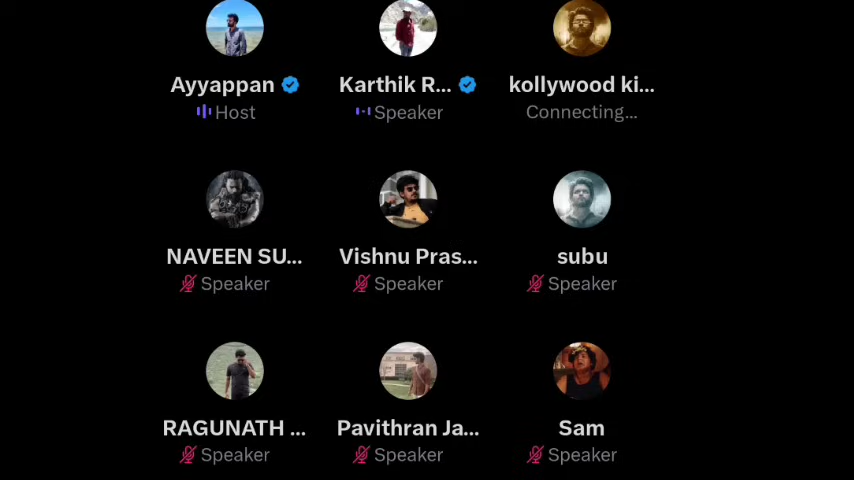 Ayyappan Karthik R... kollywood ki...
Host Speaker Connecting...
NAVEEN SU... Vishnu Pras... subu
Speaker Speaker Speaker
RAGUNATH ... Pavithran Ja... Sam
Speaker Speaker Speaker